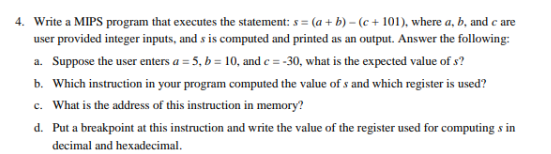 4. Write a MIPS program that executes the statement: s = (a + b) – (c + 101), where a, b, and c are
user provided integer inputs, and s is computed and printed as an output. Answer the following:
a. Suppose the user enters a = 5, b = 10, and c = -30, what is the expected value of s?
b. Which instruction in your program computed the value of s and which register is used?
c. What is the address of this instruction in memory?
d. Put a breakpoint at this instruction and write the value of the register used for computing s in
decimal and hexadecimal.